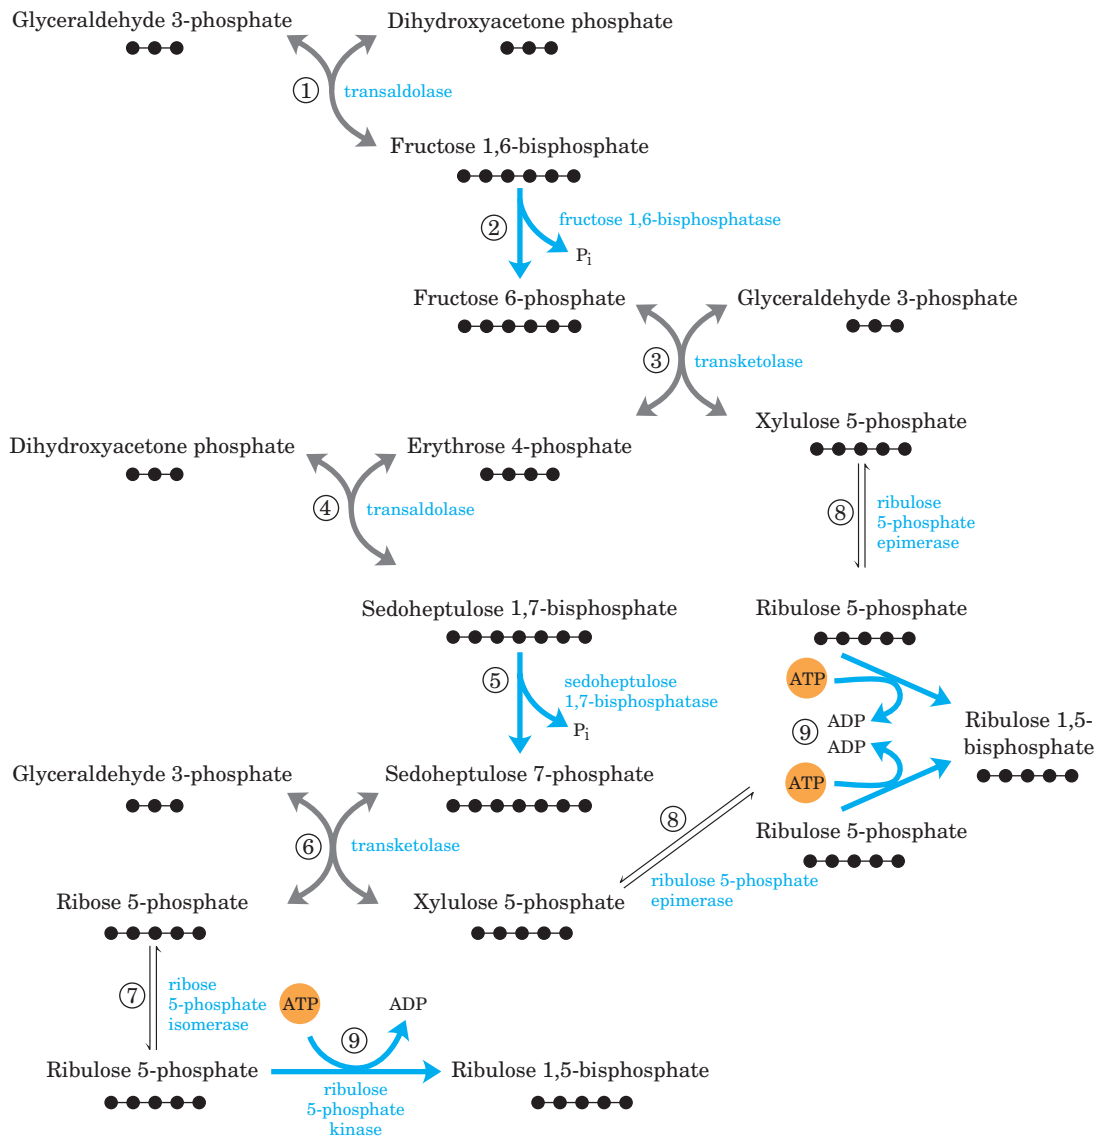 Glyceraldehyde 3-phosphate
Dihydroxyacetone phosphate
① transaldolase
Fructose 1,6-bisphosphate
② fructose 1,6-bisphosphatase
Pi
Fructose 6-phosphate
Glyceraldehyde 3-phosphate
③ transketolase
Xylulose 5-phosphate
Dihydroxyacetone phosphate
Erythrose 4-phosphate
④ transaldolase
⑧ ribulose
5-phosphate
epimerase
Sedoheptulose 1,7-bisphosphate
Ribulose 5-phosphate
⑤ sedoheptulose
1,7-bisphosphatase
Pi
ATP
ADP
⑨
ADP
ATP
Ribulose 1,5-
bisphosphate
Glyceraldehyde 3-phosphate
Sedoheptulose 7-phosphate
Ribulose 5-phosphate
⑥ transketolase
⑧
ribulose 5-phosphate
epimerase
Ribose 5-phosphate
Xylulose 5-phosphate
⑦ ribose
5-phosphate
isomerase
ATP
ADP
⑨
Ribulose 5-phosphate
Ribulose 1,5-bisphosphate
ribulose
5-phosphate
kinase